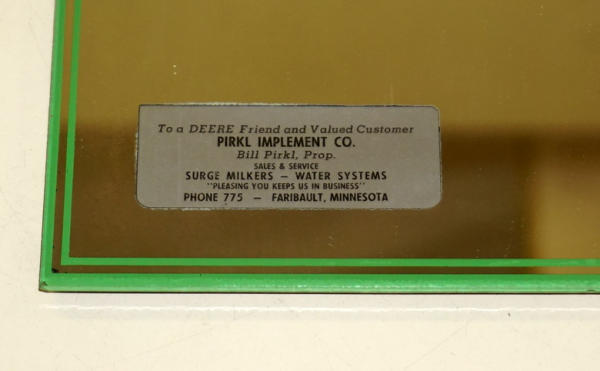 To a DEERE Friend and Valued Customer
PIRKL IMPLEMENT CO.
Bill Pirkl, Prop.
SALES & SERVICE
SURGE MILKERS — WATER SYSTEMS
"PLEASING YOU KEEPS US IN BUSINESS"
PHONE 775 — FARIBAULT, MINNESOTA